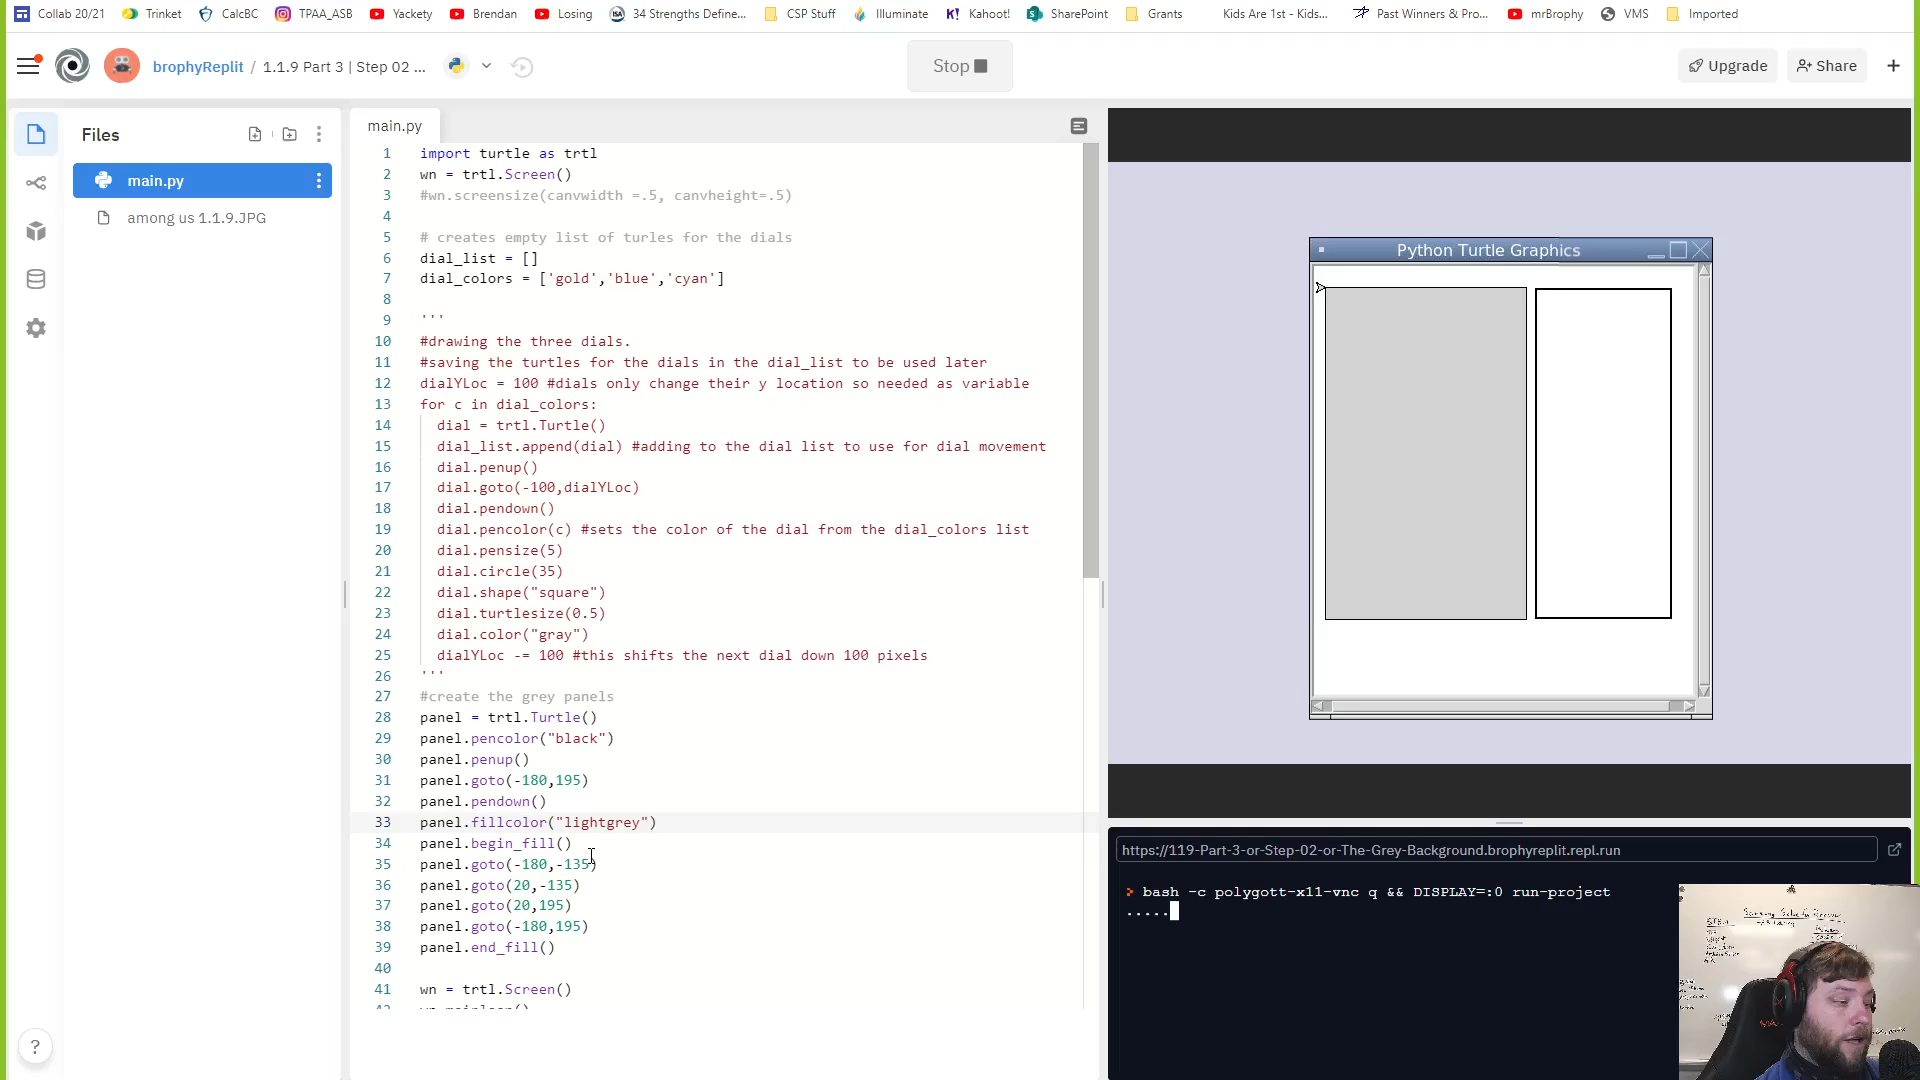 Collab 20/21 Trinket CalcBC TPAA_ASB Yackety Brendan Losing 34 Strengths Define... CSP Stuff Illuminate Kahoot! SharePoint Grants Kids Are 1st - Kids... Past Winners & Pro... mrBrophy VMS Imported
brophyReplit / 1.1.9 Part 3 | Step 02 ...
Stop
Upgrade
Share
Files
main.py
among us 1.1.9.JPG
main.py
1 import turtle as trtl
2 wn = trtl.Screen()
3 #wn.screensize(canvwidth =.5, canvheight=.5)
4
5 # creates empty list of turles for the dials
6 dial_list = []
7 dial_colors = ['gold','blue','cyan']
8
9 '''
10 #drawing the three dials.
11 #saving the turtles for the dials in the dial_list to be used later
12 dialYLoc = 100 #dials only change their y location so needed as variable
13 for c in dial_colors:
14 dial = trtl.Turtle()
15 dial_list.append(dial) #adding to the dial list to use for dial movement
16 dial.penup()
17 dial.goto(-100,dialYLoc)
18 dial.pendown()
19 dial.pencolor(c) #sets the color of the dial from the dial_colors list
20 dial.pensize(5)
21 dial.circle(35)
22 dial.shape("square")
23 dial.turtlesize(0.5)
24 dial.color("gray")
25 dialYLoc -= 100 #this shifts the next dial down 100 pixels
26 '''
27 #create the grey panels
28 panel = trtl.Turtle()
29 panel.pencolor("black")
30 panel.penup()
31 panel.goto(-180,195)
32 panel.pendown()
33 panel.fillcolor("lightgrey")
34 panel.begin_fill()
35 panel.goto(-180,-135)
36 panel.goto(20,-135)
37 panel.goto(20,195)
38 panel.goto(-180,195)
39 panel.end_fill()
40
41 wn = trtl.Screen()
Python Turtle Graphics
https://119-Part-3-or-Step-02-or-The-Grey-Background.brophyreplit.repl.run
> bash -c polygott-x11-vnc q && DISPLAY=:0 run-project
.....
?